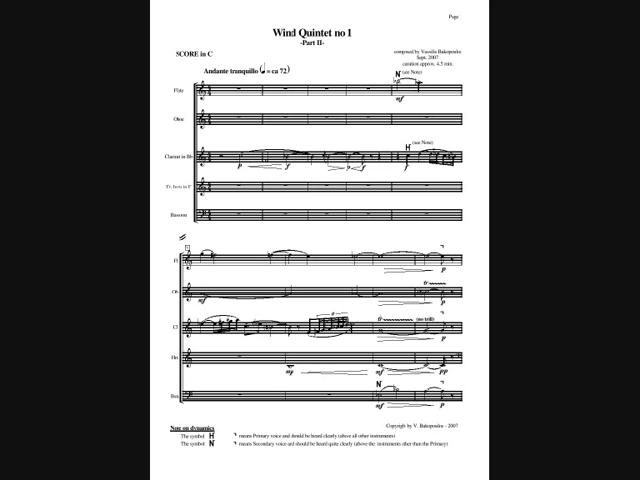 Page
Wind Quintet no 1
-Part II-
SCORE in C
composed by Vassilis Bakopoulos
Sept. 2007
duration approx. 4.5 min.
Andante tranquillo ( ♩ = ca 72 )
(see Note)
Flute
mf
Oboe
(see Note)
Clarinet in Bb
p f p f f
Fr. horn in F
Bassoon
Fl
p
Ob
mf tr p
Cl
(no trill)
mf p
Hn
mp mf pp
Bsn
mf p
Note on dynamics
Copyright by V. Bakopoulos - 2007
The symbol H means Primary voice and should be heard clearly (above all other instruments)
The symbol N means Secondary voice and should be heard quite clearly (above the instruments other than the Primary)